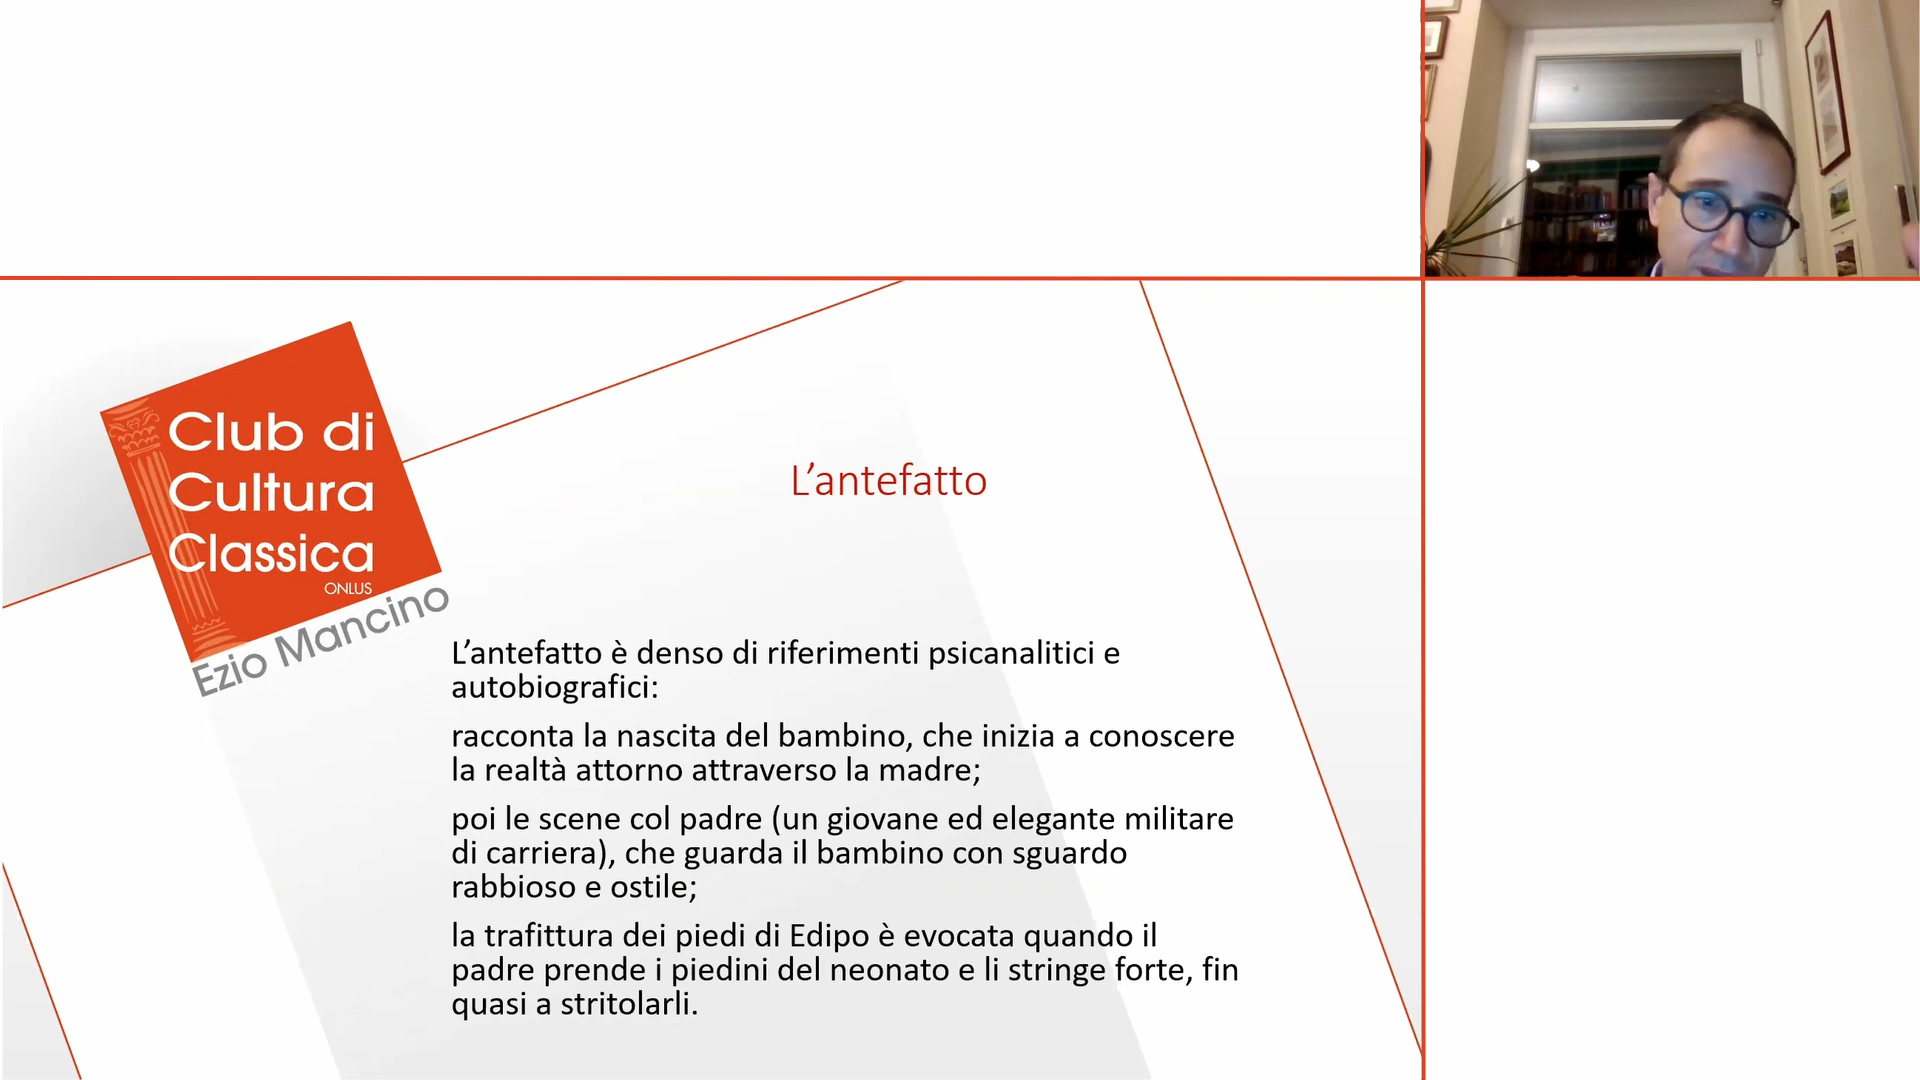 Club di
Cultura
Classica
ONLUS
Ezio Mancino
L’antefatto
L’antefatto è denso di riferimenti psicanalitici e
autobiografici:
racconta la nascita del bambino, che inizia a conoscere
la realtà attorno attraverso la madre;
poi le scene col padre (un giovane ed elegante militare
di carriera), che guarda il bambino con sguardo
rabbioso e ostile;
la trafittura dei piedi di Edipo è evocata quando il
padre prende i piedini del neonato e li stringe forte, fin
quasi a stritolarli.